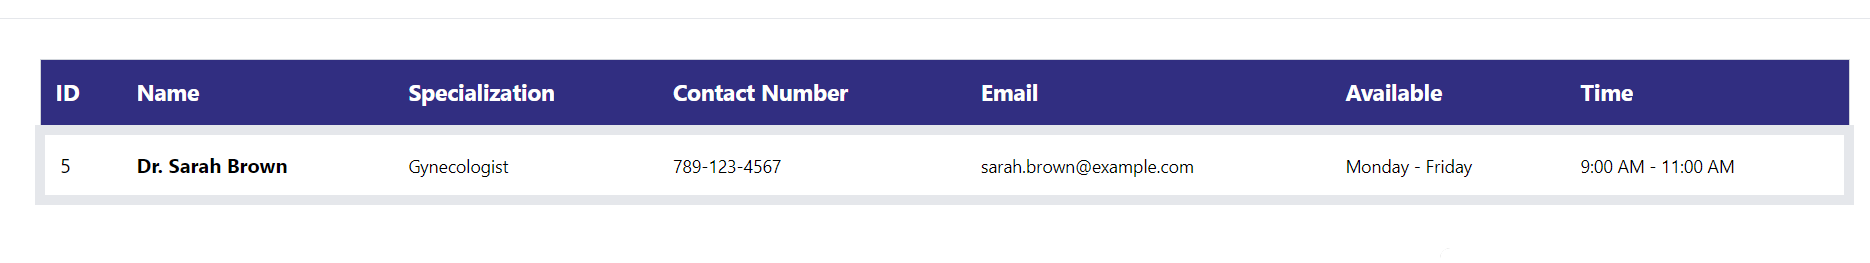 ID Name Specialization Contact Number Email Available Time
5 Dr. Sarah Brown Gynecologist 789-123-4567 sarah.brown@example.com Monday - Friday 9:00 AM - 11:00 AM